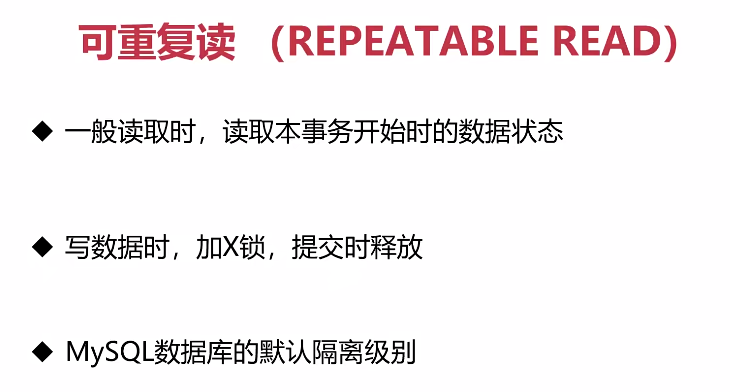 可重复读 （REPEATABLE READ）
◆ 一般读取时，读取本事务开始时的数据状态
◆ 写数据时，加X锁，提交时释放
◆ MySQL数据库的默认隔离级别